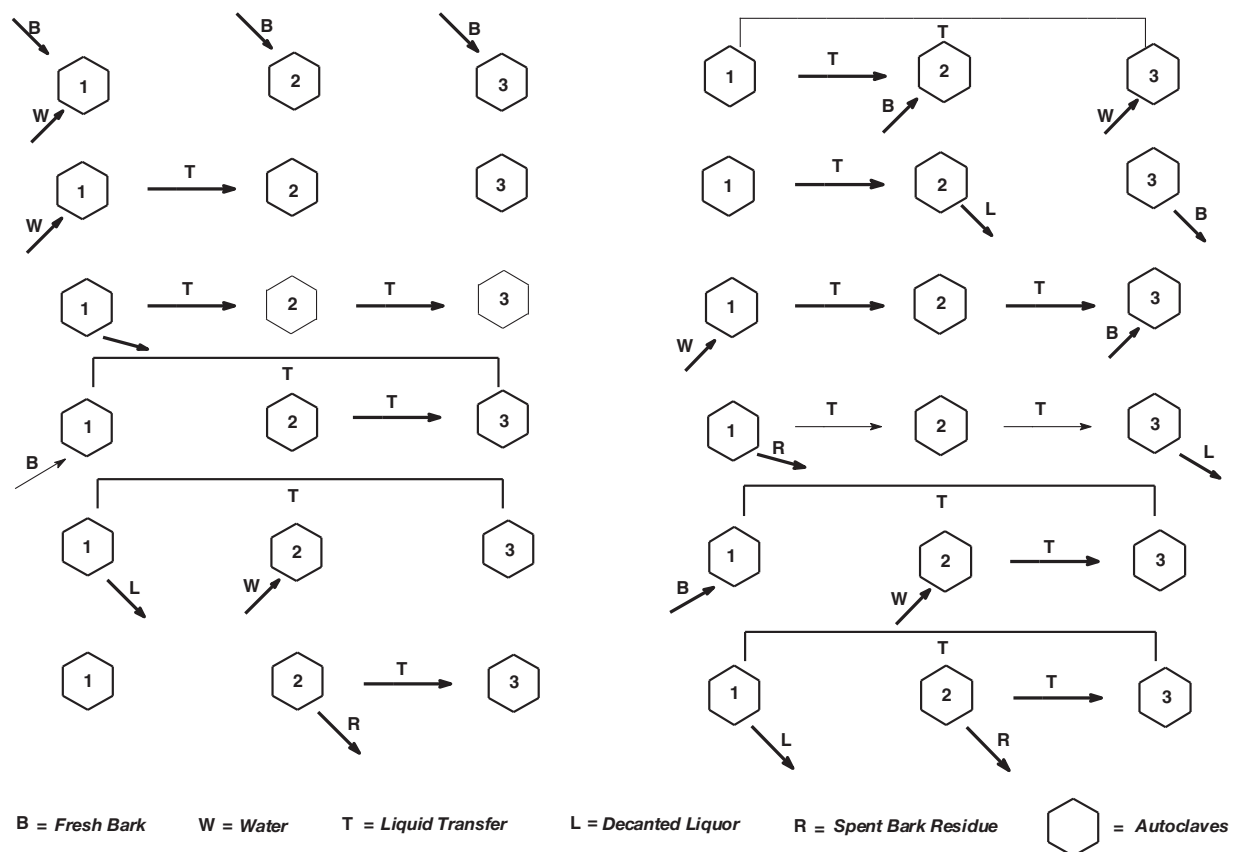 B B B
1 2 3
W
T
1 2 3
W
T T
1 2 3
T
T
1 2 3
B
T
1 2 3
W L
T
1 2 3
R
T
T
1 2 3
B W
T
1 2 3
L B
T T
1 2 3
W B
T T
1 2 3
R L
T
T
1 2 3
B W
T
T
1 2 3
L R
B = Fresh Bark W = Water T = Liquid Transfer L = Decanted Liquor R = Spent Bark Residue = Autoclaves